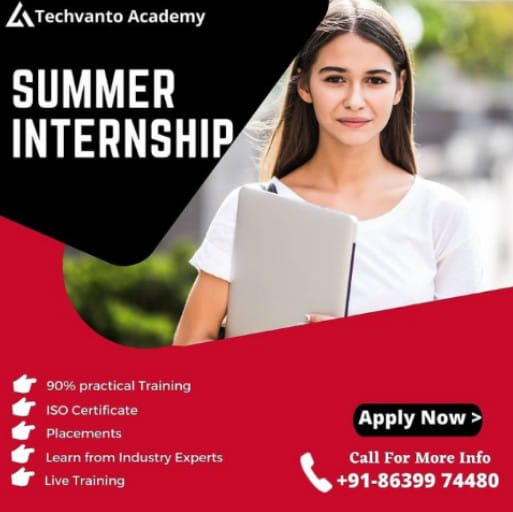 Techvanto Academy
SUMMER
INTERNSHIP
90% practical Training
ISO Certificate
Placements
Learn from Industry Experts
Live Training
Apply Now >
Call For More Info
+91-86399 74480